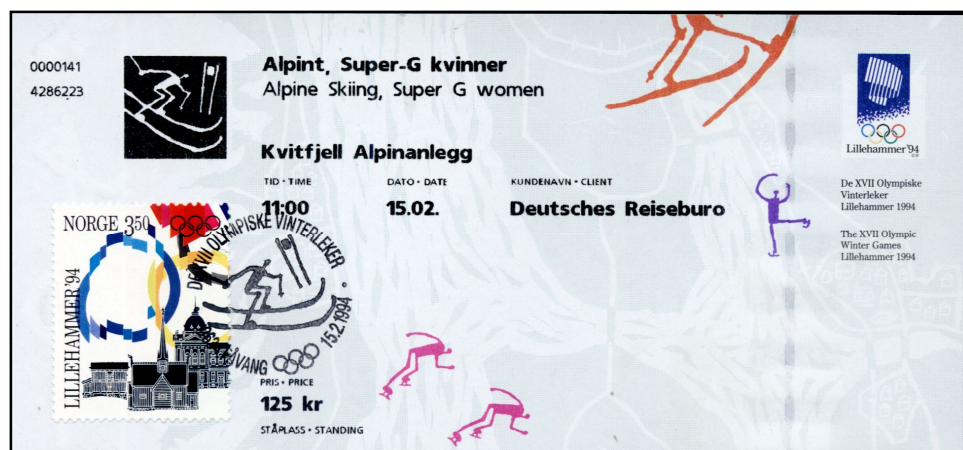 0000141
4286223
Alpint, Super-G kvinner
Alpine Skiing, Super G women
Kvitfjell Alpinanlegg
TID · TIME
11:00
DATO · DATE
15.02.
KUNDENAVN · CLIENT
Deutsches Reiseburo
Lillehammer '94
De XVII Olympiske
Vinterleker
Lillehammer 1994
The XVII Olympic
Winter Games
Lillehammer 1994
NORGE 3,50
LILLEHAMMER '94
DE XVII OLYMPISKE VINTERLEKER
15.2.1994
PRIS · PRICE
125 kr
STÅPLASS · STANDING